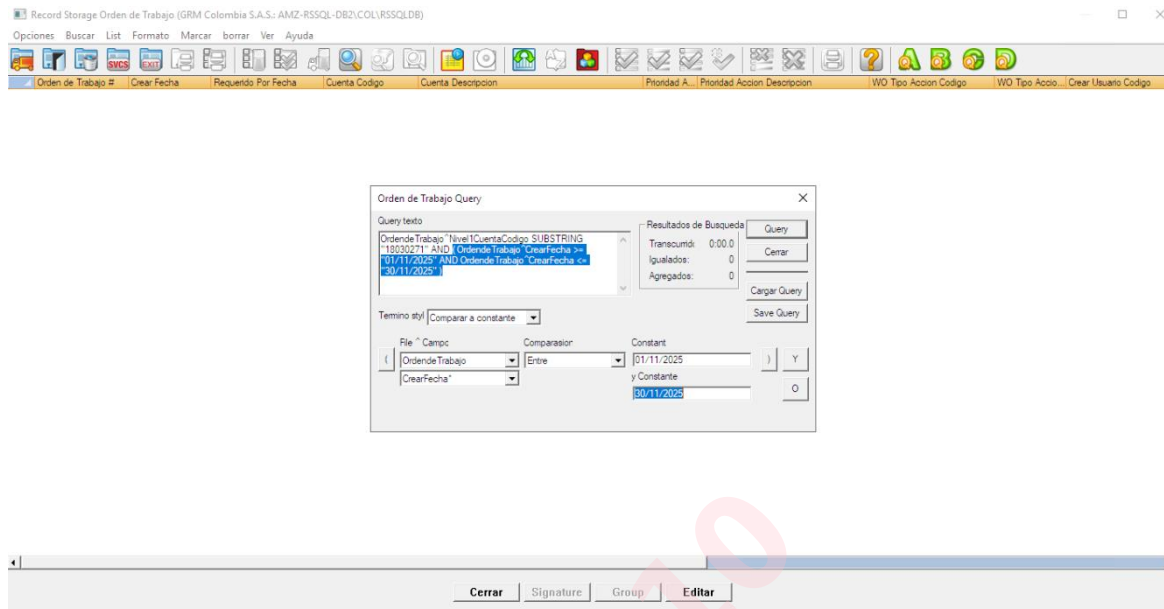 Record Storage Orden de Trabajo (GRM Colombia S.A.S.: AMZ-RSSQL-DB2\COL\RSSQLDB)
Opciones Buscar List Formato Marcar borrar Ver Ayuda
SVCS EXIT ? A B C D
Orden de Trabajo # Crear Fecha Requerido Por Fecha Cuenta Codigo Cuenta Descripcion Prioridad A... Prioridad Accion Descripcion WO Tipo Accion Codigo WO Tipo Accio... Crear Usuario Codigo
Orden de Trabajo Query
Query texto
OrdendeTrabajo^Nivel1CuentaCodigo SUBSTRING
"18030271" AND ( OrdendeTrabajo^CrearFecha >=
"01/11/2025" AND OrdendeTrabajo^CrearFecha <=
"30/11/2025" )
Resultados de Busqueda
Transcurrid: 0:00.0
Igualados: 0
Agregados: 0
Query
Cerrar
Cargar Query
Save Query
Termino styl Comparar a constante
File ^ Campo Comparasion Constant
( OrdendeTrabajo Entre 01/11/2025 ) Y
CrearFecha* y Constante
30/11/2025 O
Cerrar Signature Group Editar
10